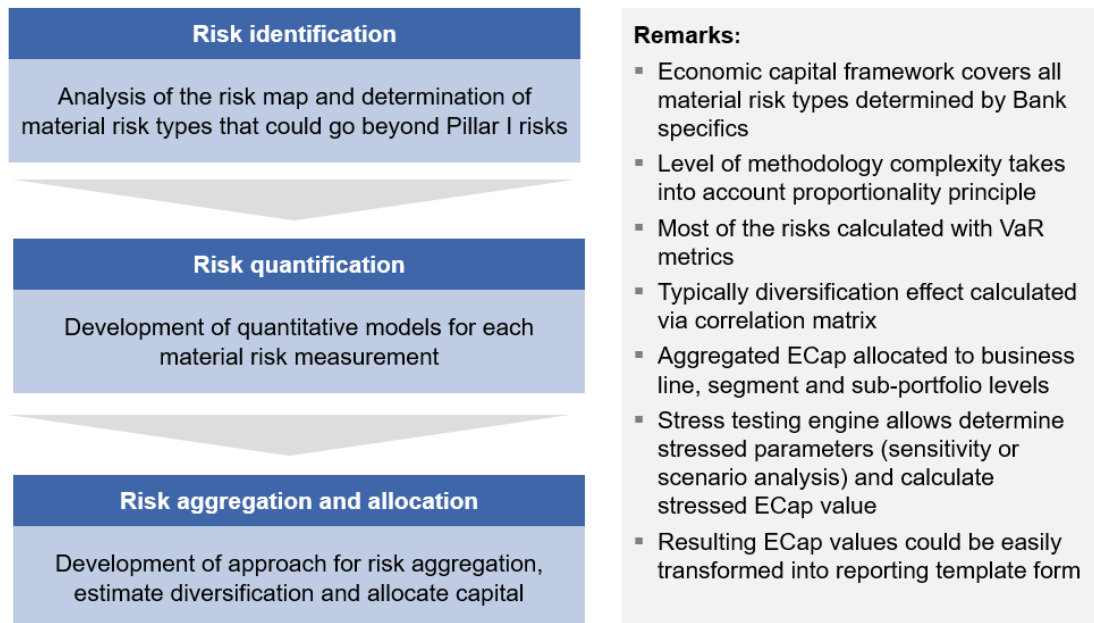 Risk identification
Analysis of the risk map and determination of
material risk types that could go beyond Pillar I risks
Risk quantification
Development of quantitative models for each
material risk measurement
Risk aggregation and allocation
Development of approach for risk aggregation,
estimate diversification and allocate capital
Remarks:
▪ Economic capital framework covers all
material risk types determined by Bank
specifics
▪ Level of methodology complexity takes
into account proportionality principle
▪ Most of the risks calculated with VaR
metrics
▪ Typically diversification effect calculated
via correlation matrix
▪ Aggregated ECap allocated to business
line, segment and sub-portfolio levels
▪ Stress testing engine allows determine
stressed parameters (sensitivity or
scenario analysis) and calculate
stressed ECap value
▪ Resulting ECap values could be easily
transformed into reporting template form